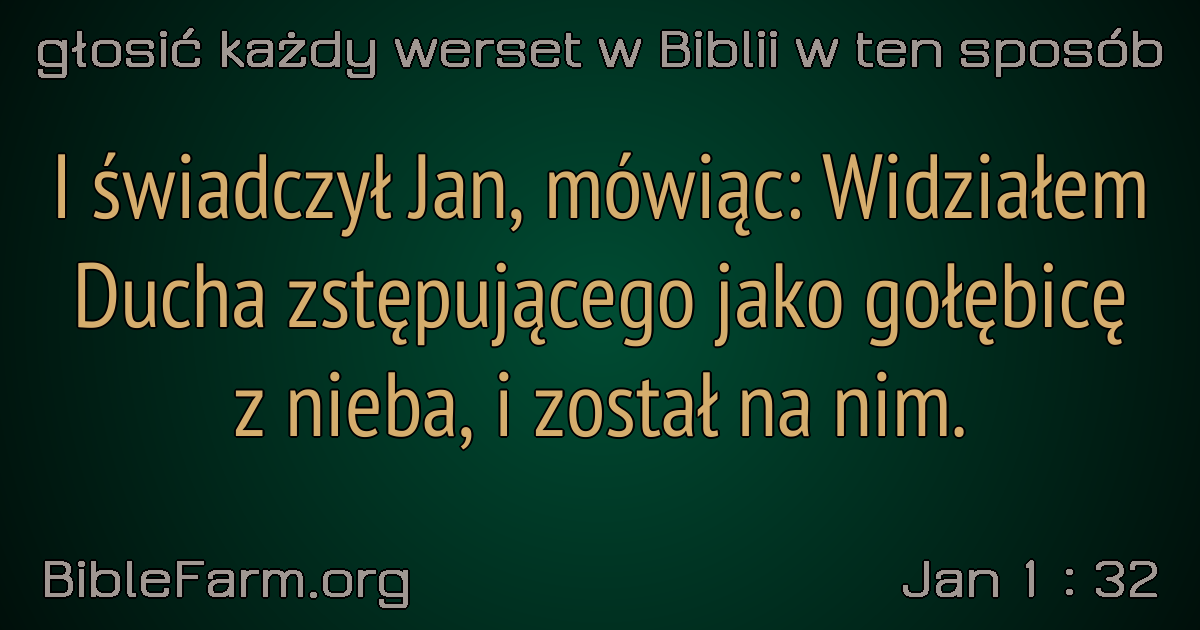 głosić każdy werset w Biblii w ten sposób
I świadczył Jan, mówiąc: Widziałem
Ducha zstępującego jako gołębicę
z nieba, i został na nim.
BibleFarm.org
Jan 1 : 32